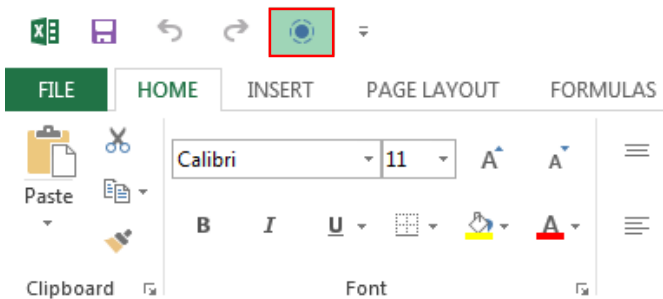 FILE HOME INSERT PAGE LAYOUT FORMULAS
Calibri 11 A A
Paste
B I U A
Clipboard Font